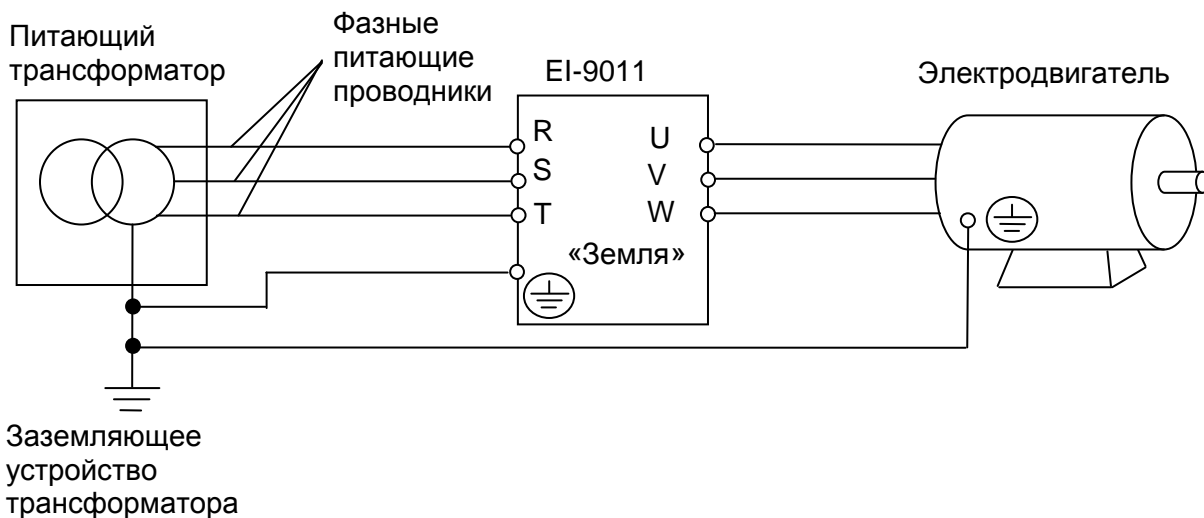 Питающий
трансформатор
Фазные
питающие
проводники
EI-9011
Электродвигатель
R
S
T
U
V
W
«Земля»
Заземляющее
устройство
трансформатора